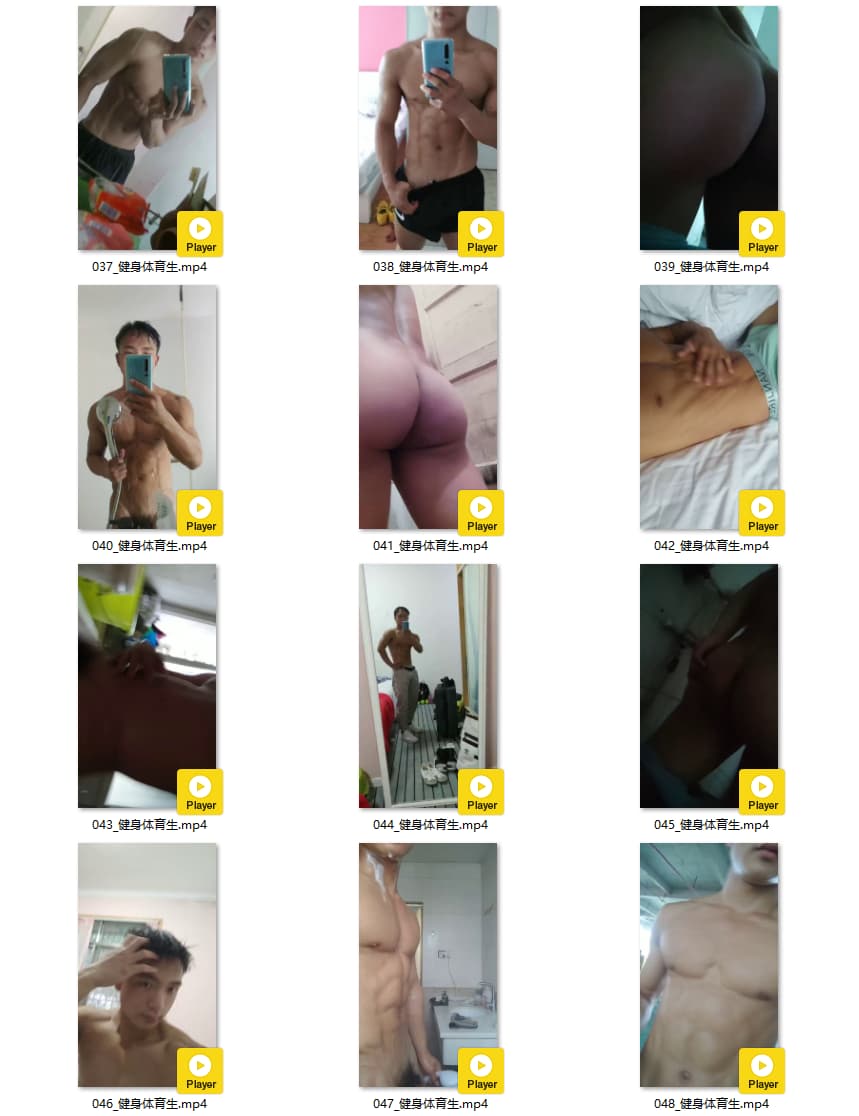 Player
Player
Player
037_健身体育生.mp4
038_健身体育生.mp4
039_健身体育生.mp4
Player
Player
Player
040_健身体育生.mp4
041_健身体育生.mp4
042_健身体育生.mp4
Player
Player
Player
043_健身体育生.mp4
044_健身体育生.mp4
045_健身体育生.mp4
Player
Player
Player
046_健身体育生.mp4
047_健身体育生.mp4
048_健身体育生.mp4